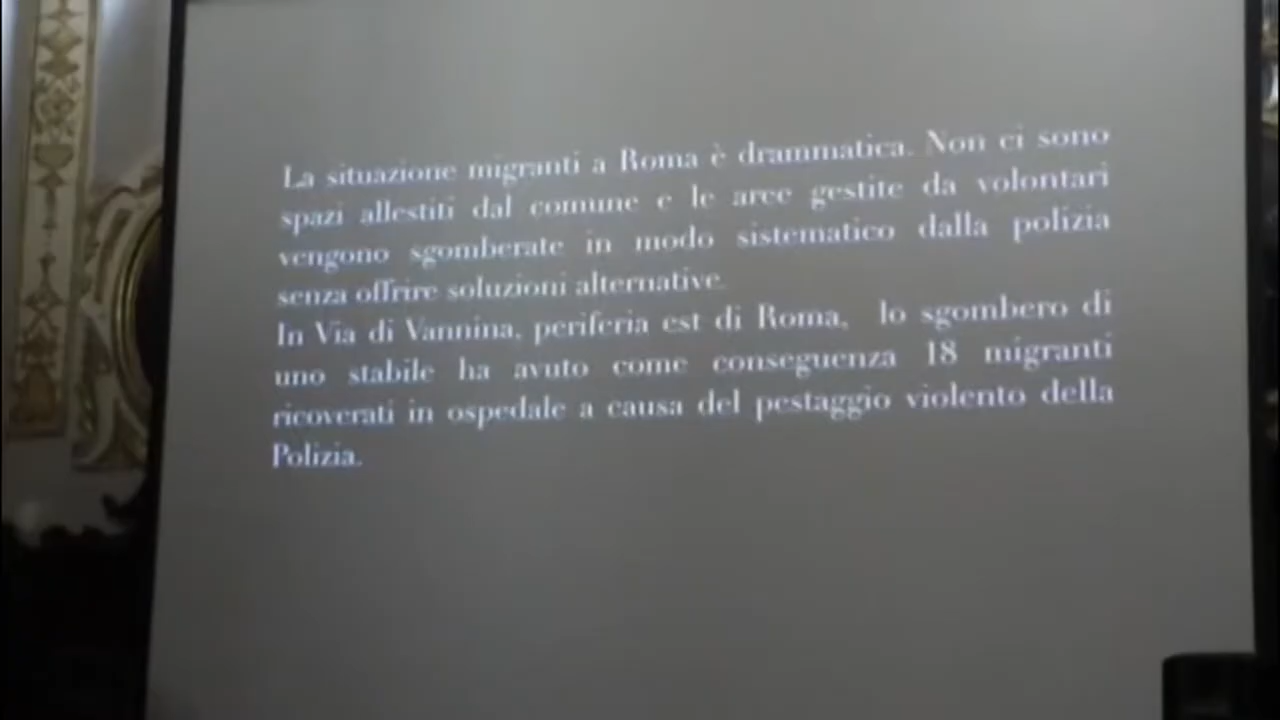 La situazione migranti a Roma è drammatica. Non ci sono
spazi allestiti dal comune e le aree gestite da volontari
vengono sgomberate in modo sistematico dalla polizia
senza offrire soluzioni alternative.
In Via di Vannina, periferia est di Roma, lo sgombero di
uno stabile ha avuto come conseguenza 18 migranti
ricoverati in ospedale a causa del pestaggio violento della
Polizia.